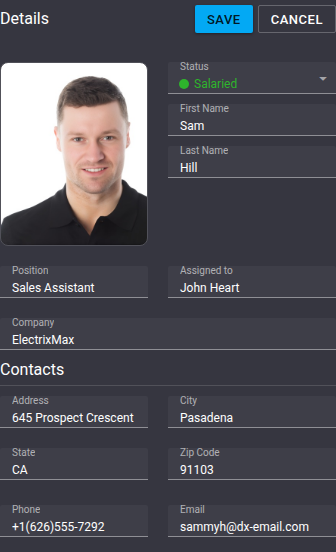 Details
SAVE
CANCEL
Status
Salaried
First Name
Sam
Last Name
Hill
Position
Sales Assistant
Assigned to
John Heart
Company
ElectrixMax
Contacts
Address
645 Prospect Crescent
City
Pasadena
State
CA
Zip Code
91103
Phone
+1(626)555-7292
Email
sammyh@dx-email.com